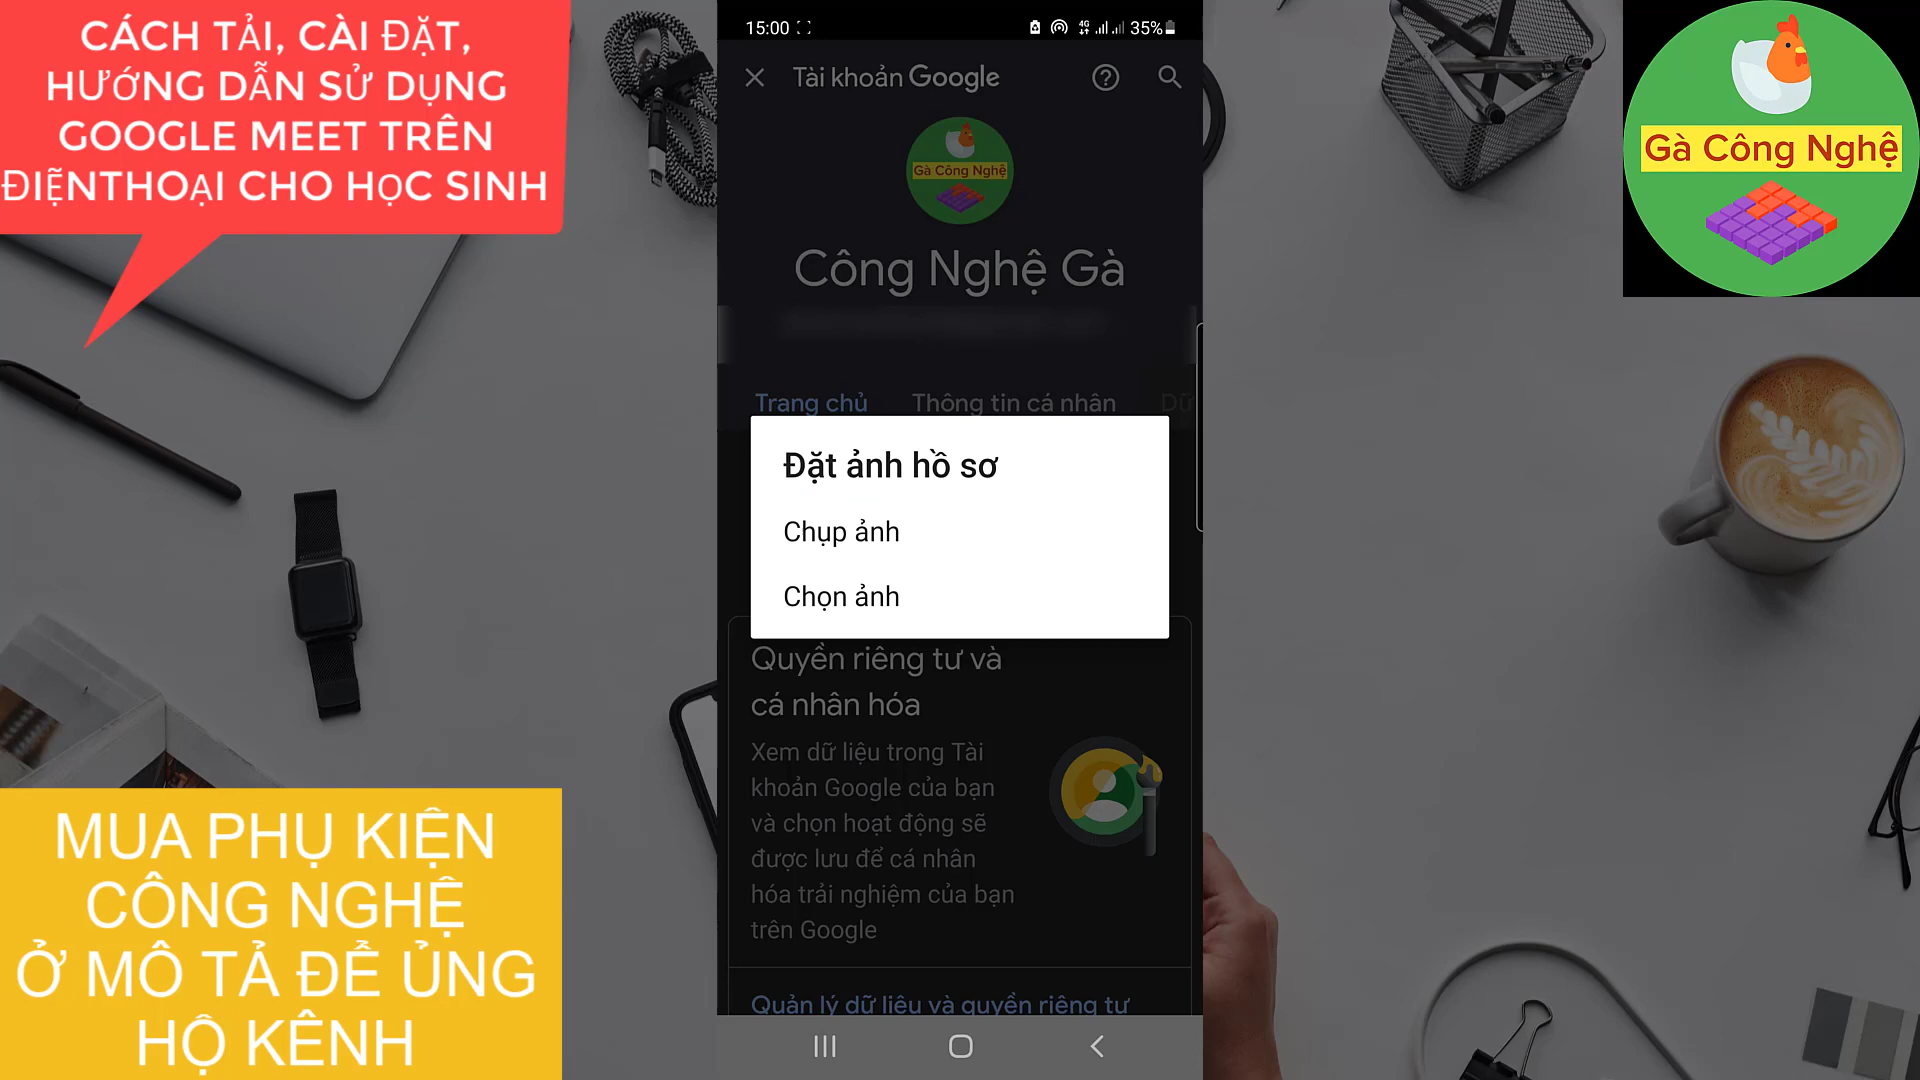 CÁCH TẢI, CÀI ĐẶT,
HƯỚNG DẪN SỬ DỤNG
GOOGLE MEET TRÊN
ĐIỆNTHOẠI CHO HỌC SINH
MUA PHỤ KIỆN
CÔNG NGHỆ
Ở MÔ TẢ ĐỂ ỦNG
HỘ KÊNH
15:00
4G
35%
Tài khoản Google
Gà Công Nghệ
Công Nghệ Gà
Trang chủ
Thông tin cá nhân
Dữ
Đặt ảnh hồ sơ
Chụp ảnh
Chọn ảnh
Quyền riêng tư và
cá nhân hóa
Xem dữ liệu trong Tài
khoản Google của bạn
và chọn hoạt động sẽ
được lưu để cá nhân
hóa trải nghiệm của bạn
trên Google
Quản lý dữ liệu và quyền riêng tư
Gà Công Nghệ